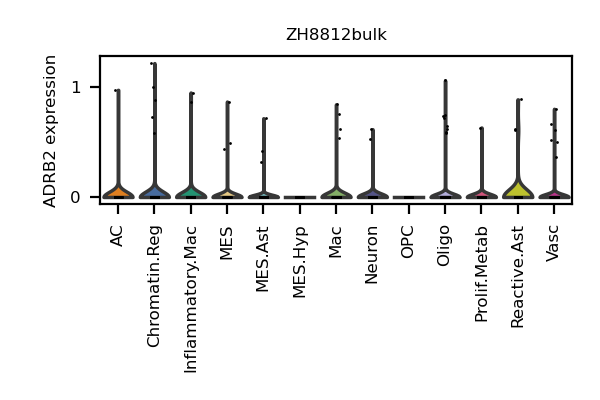 ZH8812bulk
ADRB2 expression
1
0
AC
Chromatin.Reg
Inflammatory.Mac
MES
MES.Ast
MES.Hyp
Mac
Neuron
OPC
Oligo
Prolif.Metab
Reactive.Ast
Vasc